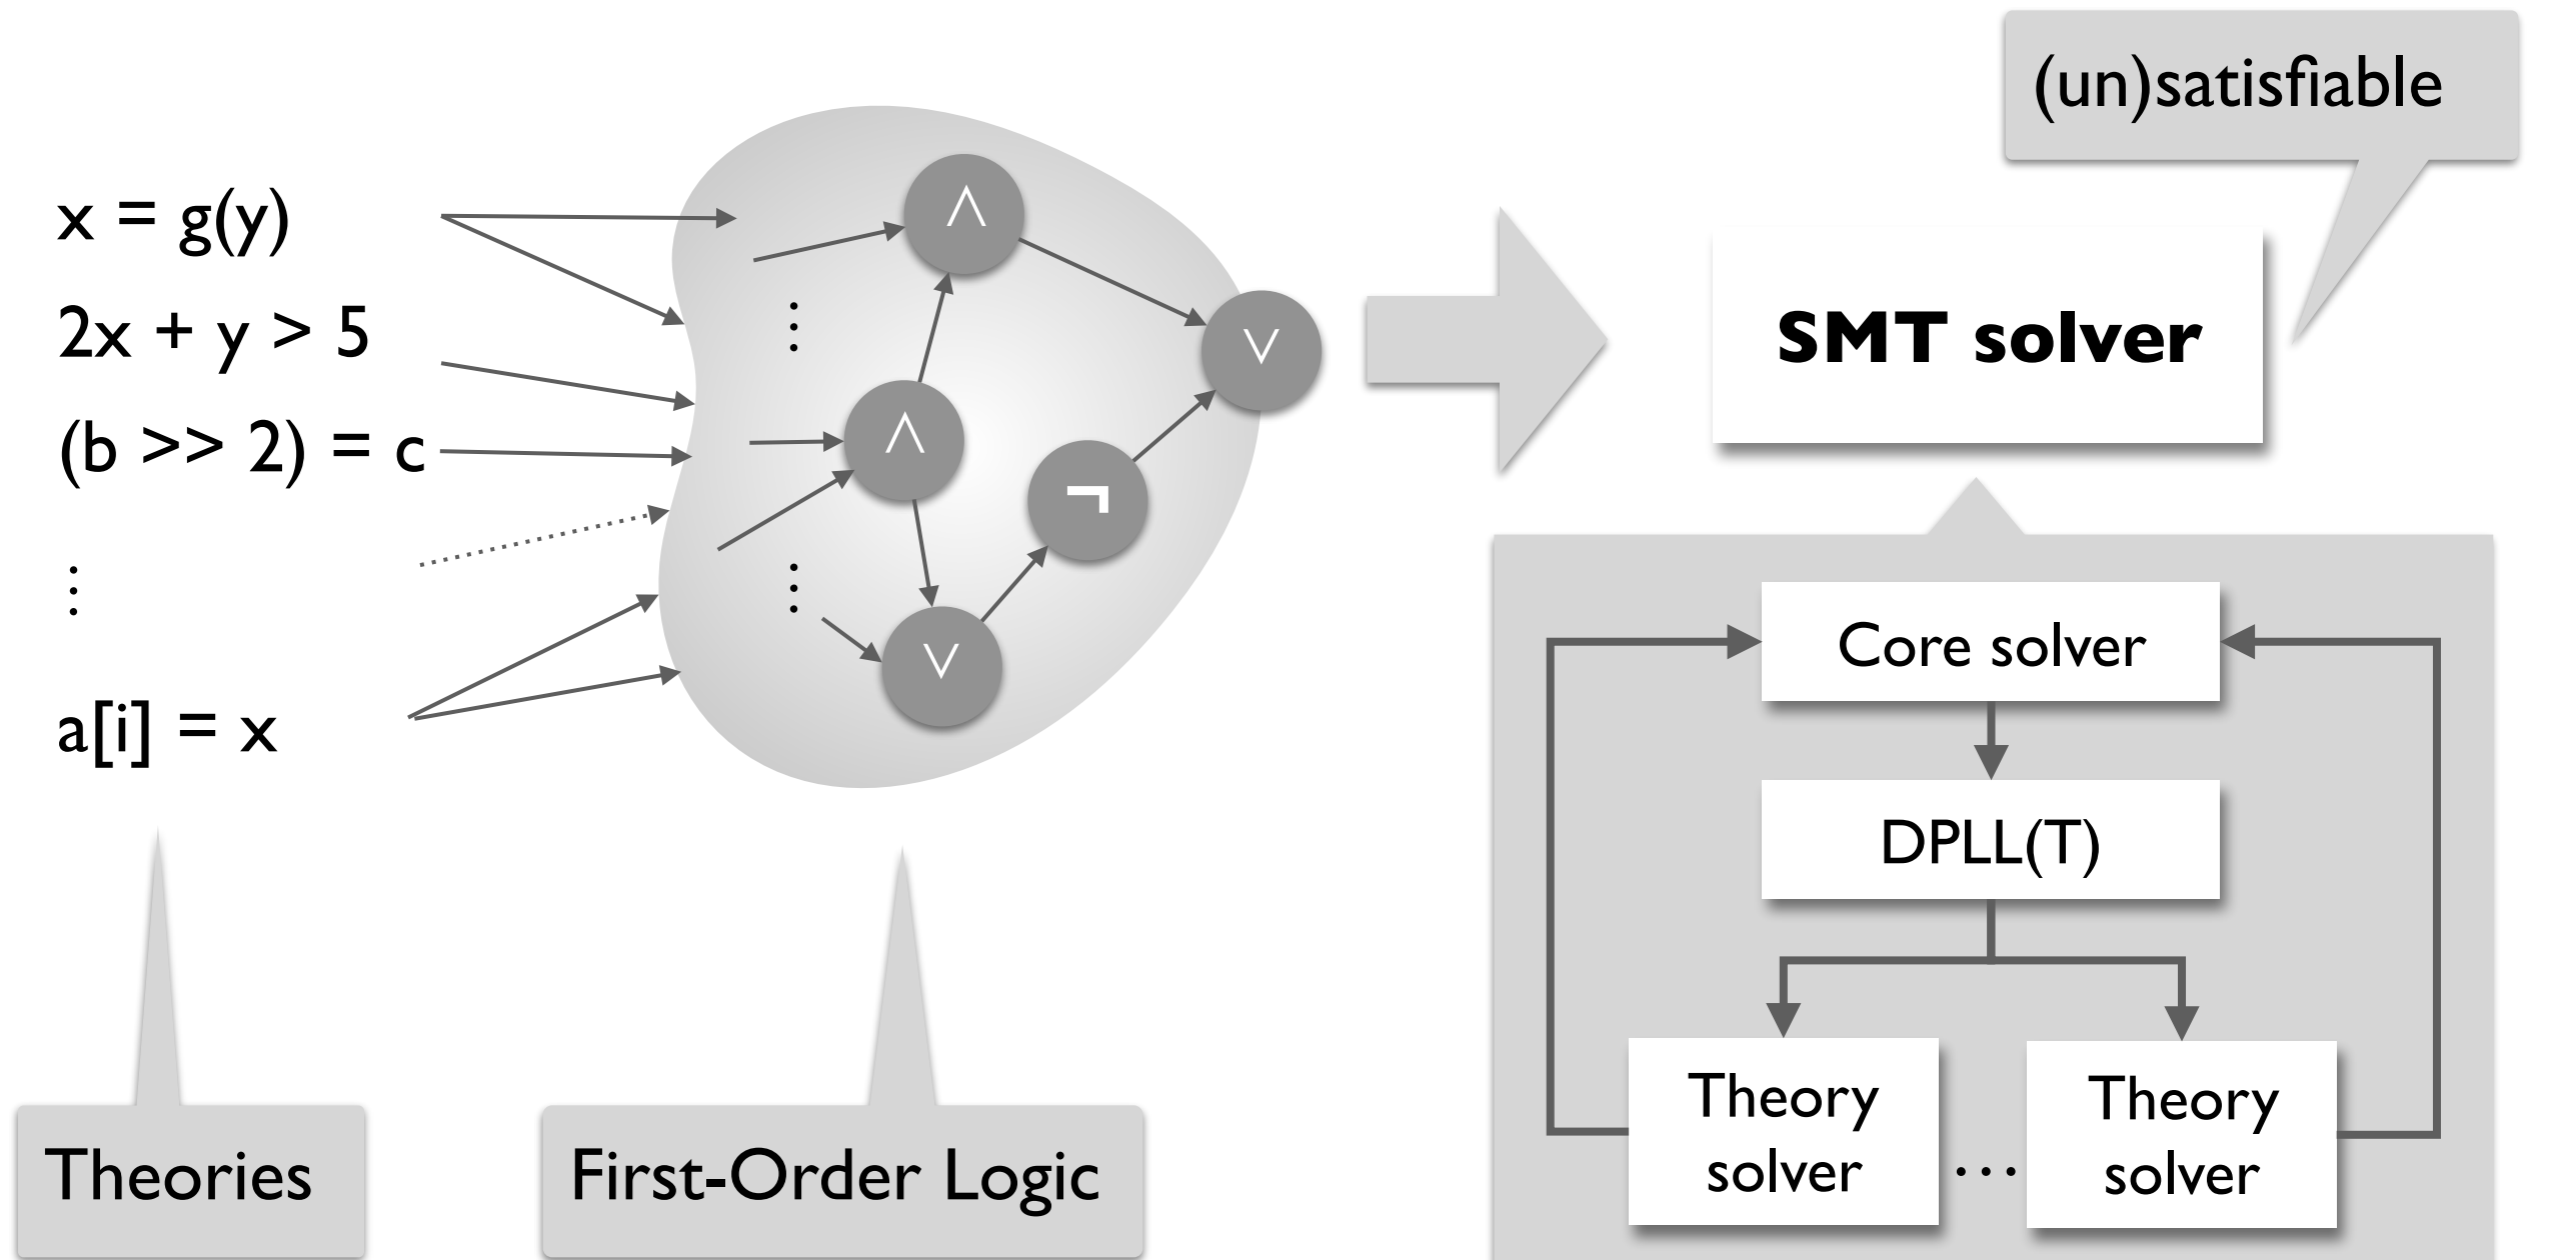 (un)satisfiable
x = g(y)
2x + y > 5
(b >> 2) = c
⋮
a[i] = x
∧
⋮
∧
∨
¬
⋮
∨
SMT solver
Core solver
DPLL(T)
Theory
solver
…
Theory
solver
Theories
First-Order Logic